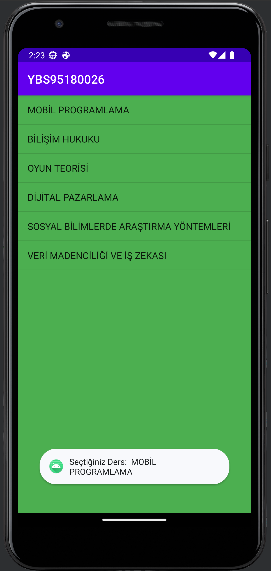 2:23
YBS95180026
MOBİL PROGRAMLAMA
BİLİŞİM HUKUKU
OYUN TEORİSİ
DİJİTAL PAZARLAMA
SOSYAL BİLİMLERDE ARAŞTIRMA YÖNTEMLERİ
VERİ MADENCİLİĞİ VE İŞ ZEKASI
Seçtiğiniz Ders: MOBİL
PROGRAMLAMA